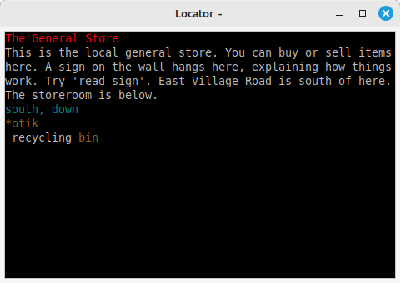 Locator -
The General Store
This is the local general store. You can buy or sell items
here. A sign on the wall hangs here, explaining how things
work. Try 'read sign'. East Village Road is south of here.
The storeroom is below.
south, down
*otik
recycling bin